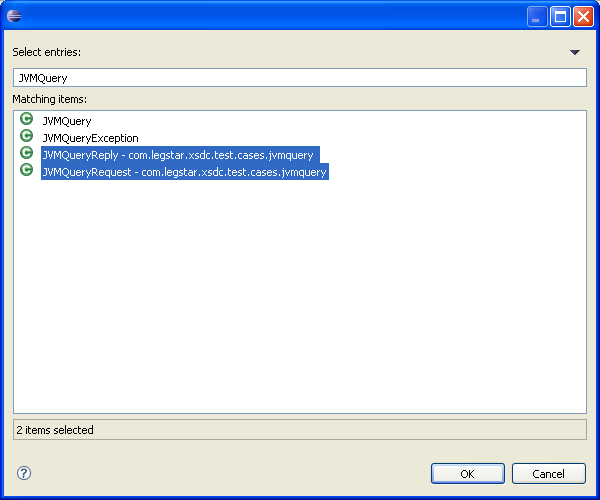 Select entries:
JVMQuery
Matching items:
JVMQuery
JVMQueryException
JVMQueryReply - com.legstar.xsdc.test.cases.jvmquery
JVMQueryRequest - com.legstar.xsdc.test.cases.jvmquery
2 items selected
OK Cancel